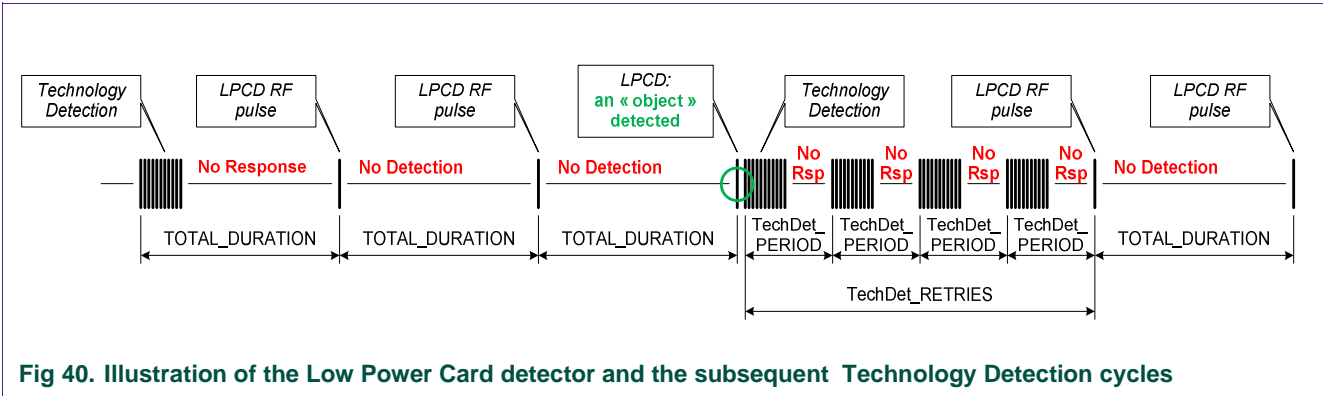 Technology
Detection
LPCD RF
pulse
LPCD RF
pulse
LPCD:
an « object »
detected
Technology
Detection
LPCD RF
pulse
LPCD RF
pulse
No Response
No Detection
No Detection
No
Rsp
No
Rsp
No
Rsp
No
Rsp
No Detection
TOTAL_DURATION
TOTAL_DURATION
TOTAL_DURATION
TechDet_
PERIOD
TechDet_
PERIOD
TechDet_
PERIOD
TechDet_
PERIOD
TOTAL_DURATION
TechDet_RETRIES
Fig 40. Illustration of the Low Power Card detector and the subsequent Technology Detection cycles